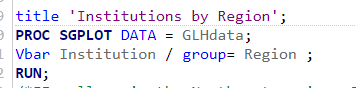 title 'Institutions by Region';
PROC SGPLOT DATA = GLHdata;
Vbar Institution / group= Region ;
RUN;